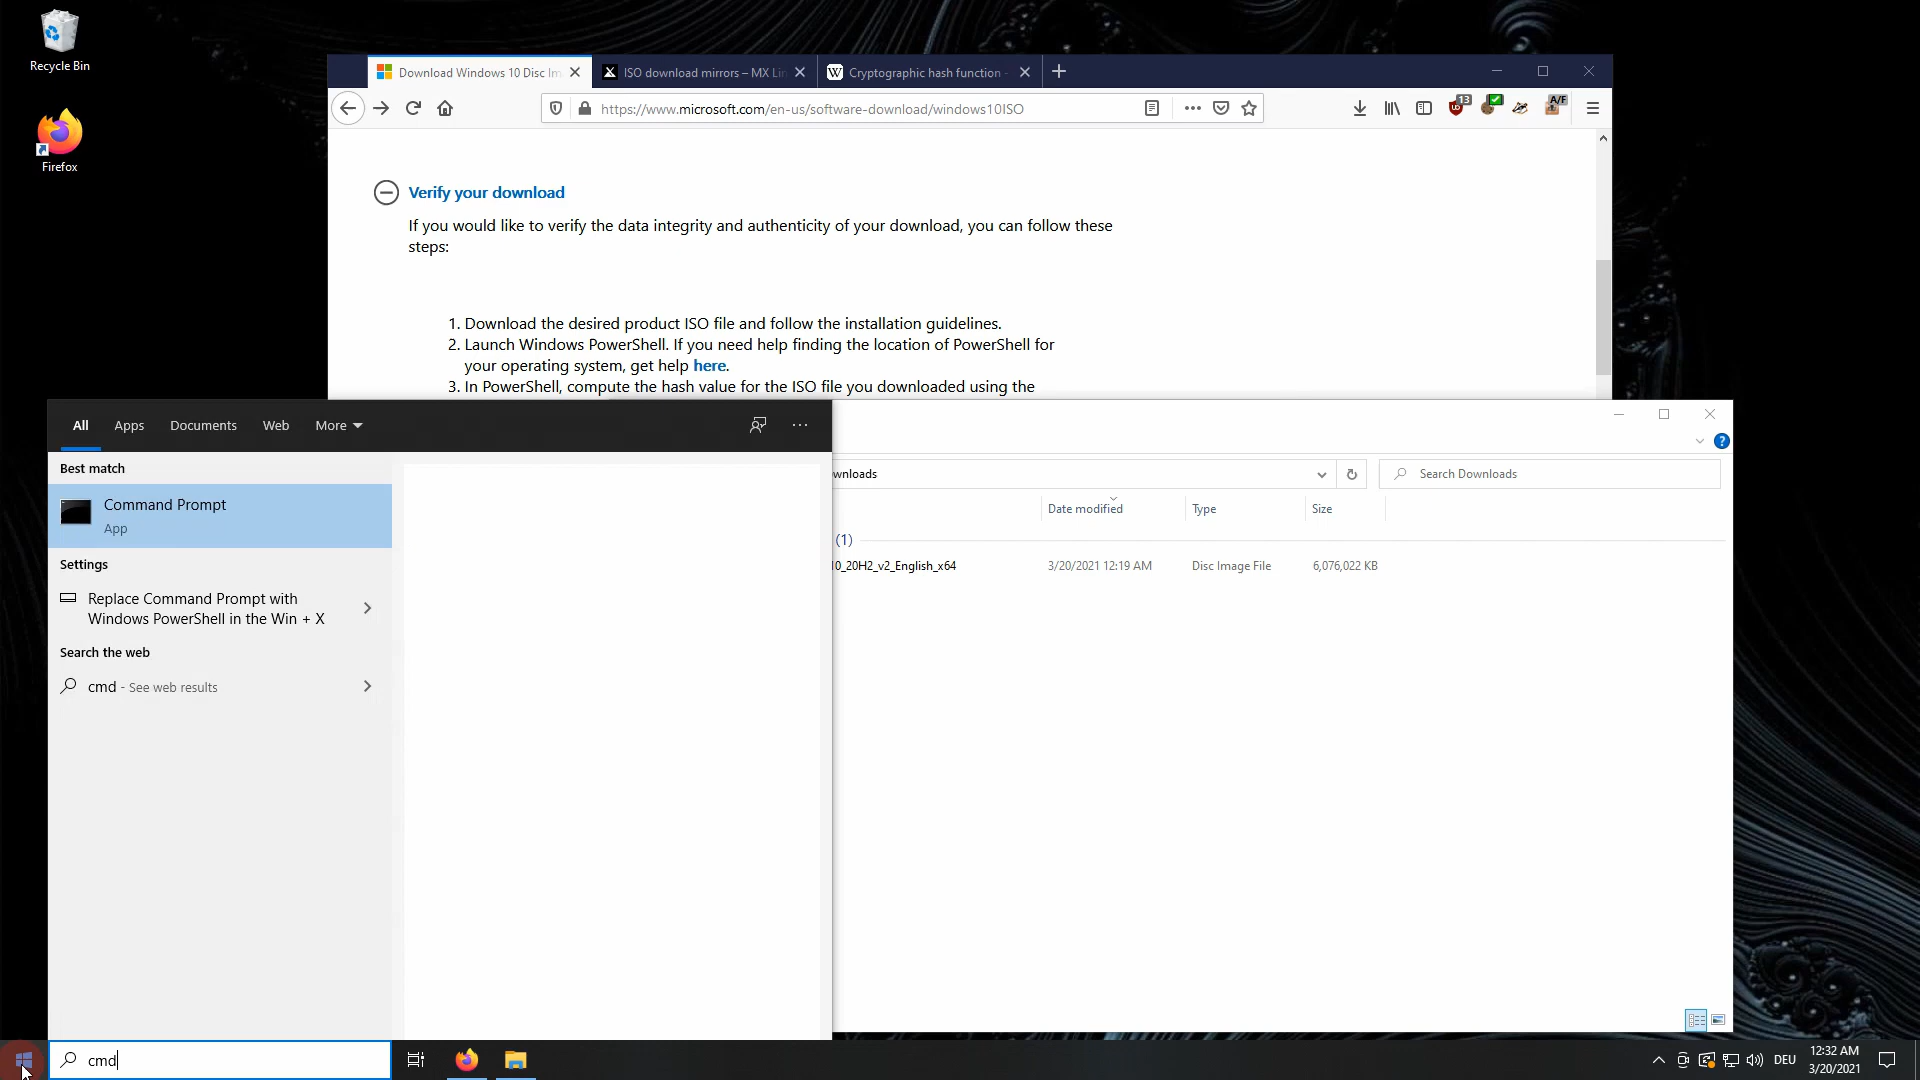 Recycle Bin
Firefox
Download Windows 10 Disc Im
ISO download mirrors – MX Lin
Cryptographic hash function -
https://www.microsoft.com/en-us/software-download/windows10ISO
13
A/F
Verify your download
If you would like to verify the data integrity and authenticity of your download, you can follow these
steps:
1. Download the desired product ISO file and follow the installation guidelines.
2. Launch Windows PowerShell. If you need help finding the location of PowerShell for
your operating system, get help here.
3. In PowerShell, compute the hash value for the ISO file you downloaded using the
All
Apps
Documents
Web
More
Best match
Command Prompt
App
Settings
Replace Command Prompt with
Windows PowerShell in the Win + X
Search the web
cmd - See web results
wnloads
Search Downloads
Date modified
Type
Size
(1)
0_20H2_v2_English_x64
3/20/2021 12:19 AM
Disc Image File
6,076,022 KB
cmd
DEU
12:32 AM
3/20/2021